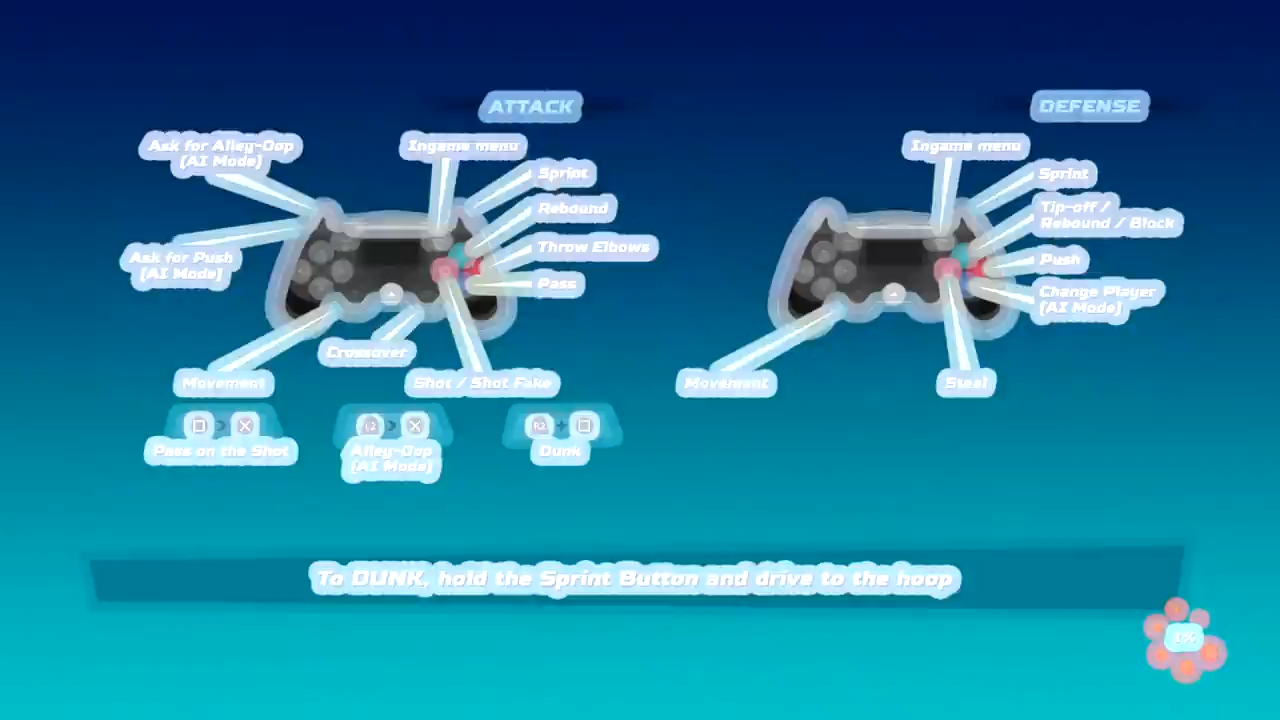 ATTACK
DEFENSE
Ask for Alley-Oop
(AI Mode)
Ingame menu
Sprint
Rebound
Throw Elbows
Pass
Ask for Push
(AI Mode)
Crossover
Movement
Shot / Shot Fake
Ingame menu
Sprint
Tip-off /
Rebound / Block
Push
Change Player
(AI Mode)
Movement
Steal
L2
R2 +
Pass on the Shot
Alley-Oop
(AI Mode)
Dunk
To DUNK, hold the Sprint Button and drive to the hoop
1%